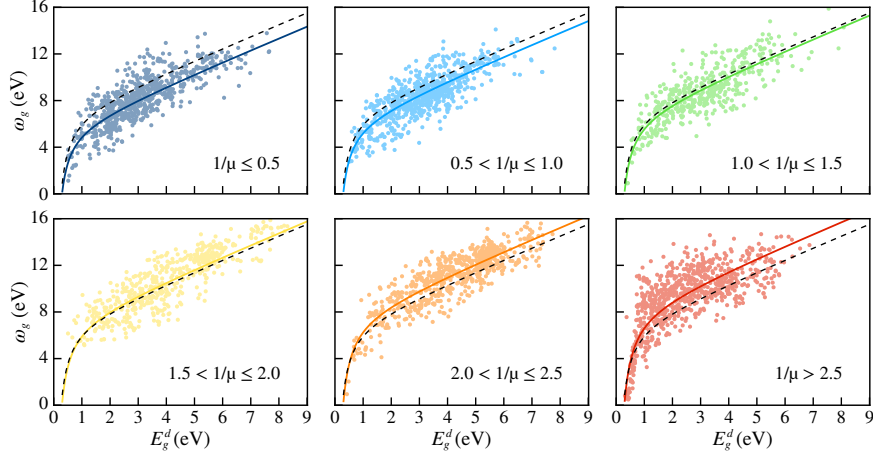 16
12
8
4
0
ω_g (eV)
1/μ ≤ 0.5
0.5 < 1/μ ≤ 1.0
1.0 < 1/μ ≤ 1.5
16
12
8
4
0
ω_g (eV)
1.5 < 1/μ ≤ 2.0
2.0 < 1/μ ≤ 2.5
1/μ > 2.5
0 1 2 3 4 5 6 7 8 9 0 1 2 3 4 5 6 7 8 9 0 1 2 3 4 5 6 7 8 9
E_g^d (eV) E_g^d (eV) E_g^d (eV)